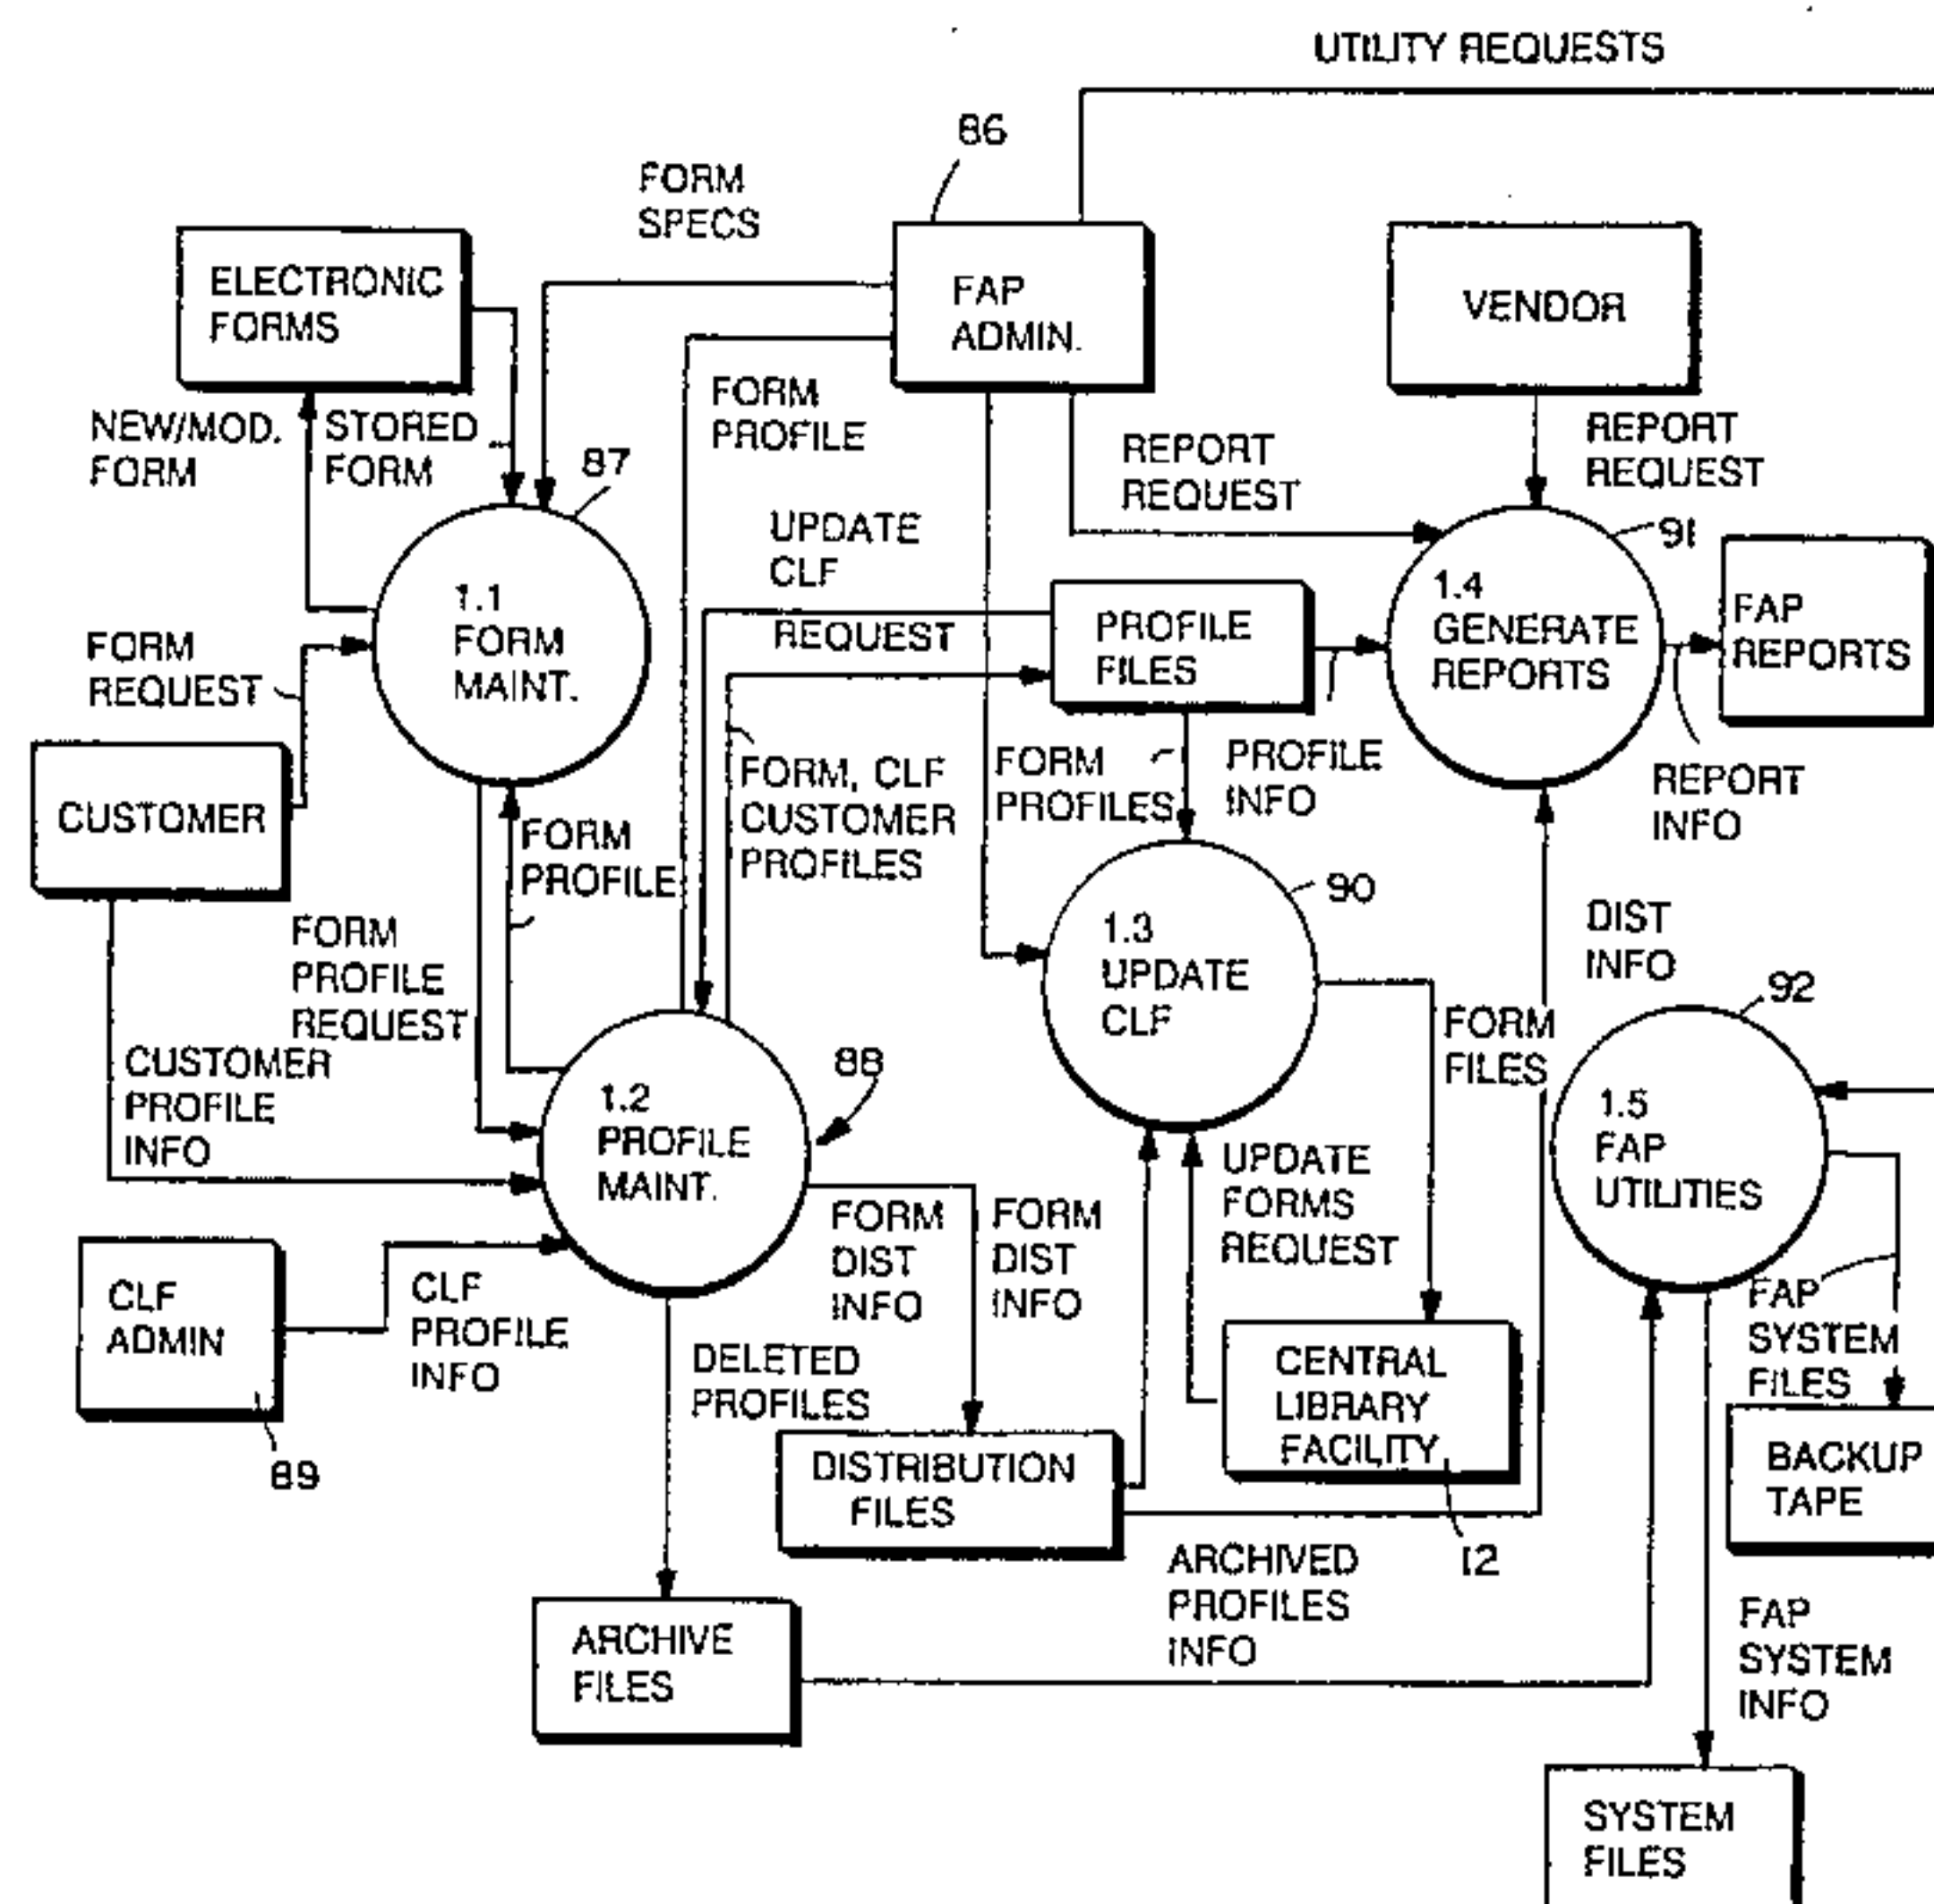 UTILITY REQUESTS
86
FORM
SPECS
ELECTRONIC
FORMS
FAP
ADMIN.
VENDOR
NEW/MOD.
FORM
STORED
FORM
FORM
PROFILE
REPORT
REQUEST
REPORT
REQUEST
87
UPDATE
CLF
REQUEST
91
1.1
FORM
MAINT.
PROFILE
FILES
1.4
GENERATE
REPORTS
FAP
REPORTS
FORM
REQUEST
CUSTOMER
FORM
PROFILE
FORM, CLF
CUSTOMER
PROFILES
FORM
PROFILES
PROFILE
INFO
REPORT
INFO
90
FORM
PROFILE
REQUEST
1.3
UPDATE
CLF
DIST
INFO
92
FORM
FILES
CUSTOMER
PROFILE
INFO
1.2
PROFILE
MAINT.
88
UPDATE
FORMS
REQUEST
1.5
FAP
UTILITIES
FORM
DIST
INFO
FORM
DIST
INFO
CLF
ADMIN
89
CLF
PROFILE
INFO
DELETED
PROFILES
CENTRAL
LIBRARY
FACILITY
12
FAP
SYSTEM
FILES
BACKUP
TAPE
DISTRIBUTION
FILES
ARCHIVED
PROFILES
INFO
ARCHIVE
FILES
FAP
SYSTEM
INFO
SYSTEM
FILES